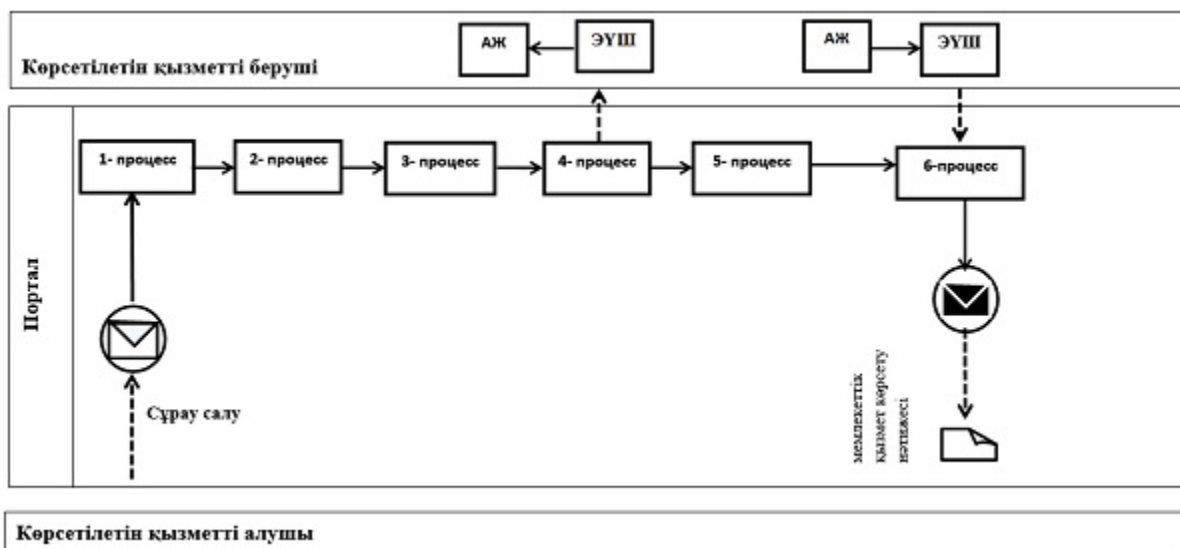 АЖ
ЭҮШ
АЖ
ЭҮШ
Көрсетілетін қызметті беруші
1- процесс
2- процесс
3- процесс
4- процесс
5- процесс
6-процесс
Портал
Сұрау салу
мемлекеттік
қызмет көрсету
нәтижесі
Көрсетілетін қызметті алушы